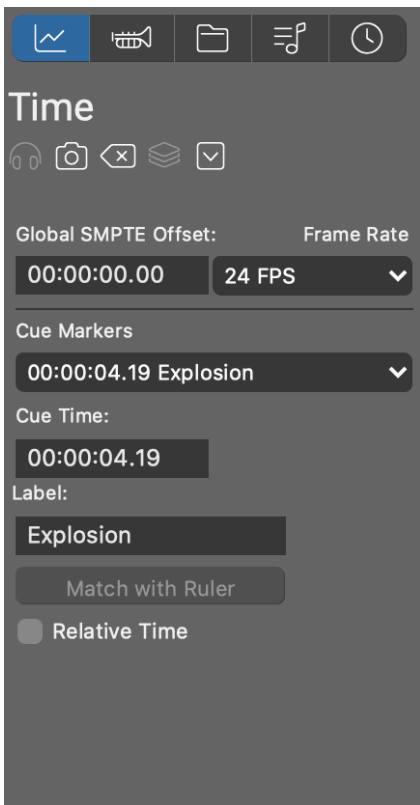 Time
Global SMPTE Offset: Frame Rate
00:00:00.00 24 FPS
Cue Markers
00:00:04.19 Explosion
Cue Time:
00:00:04.19
Label:
Explosion
Match with Ruler
Relative Time